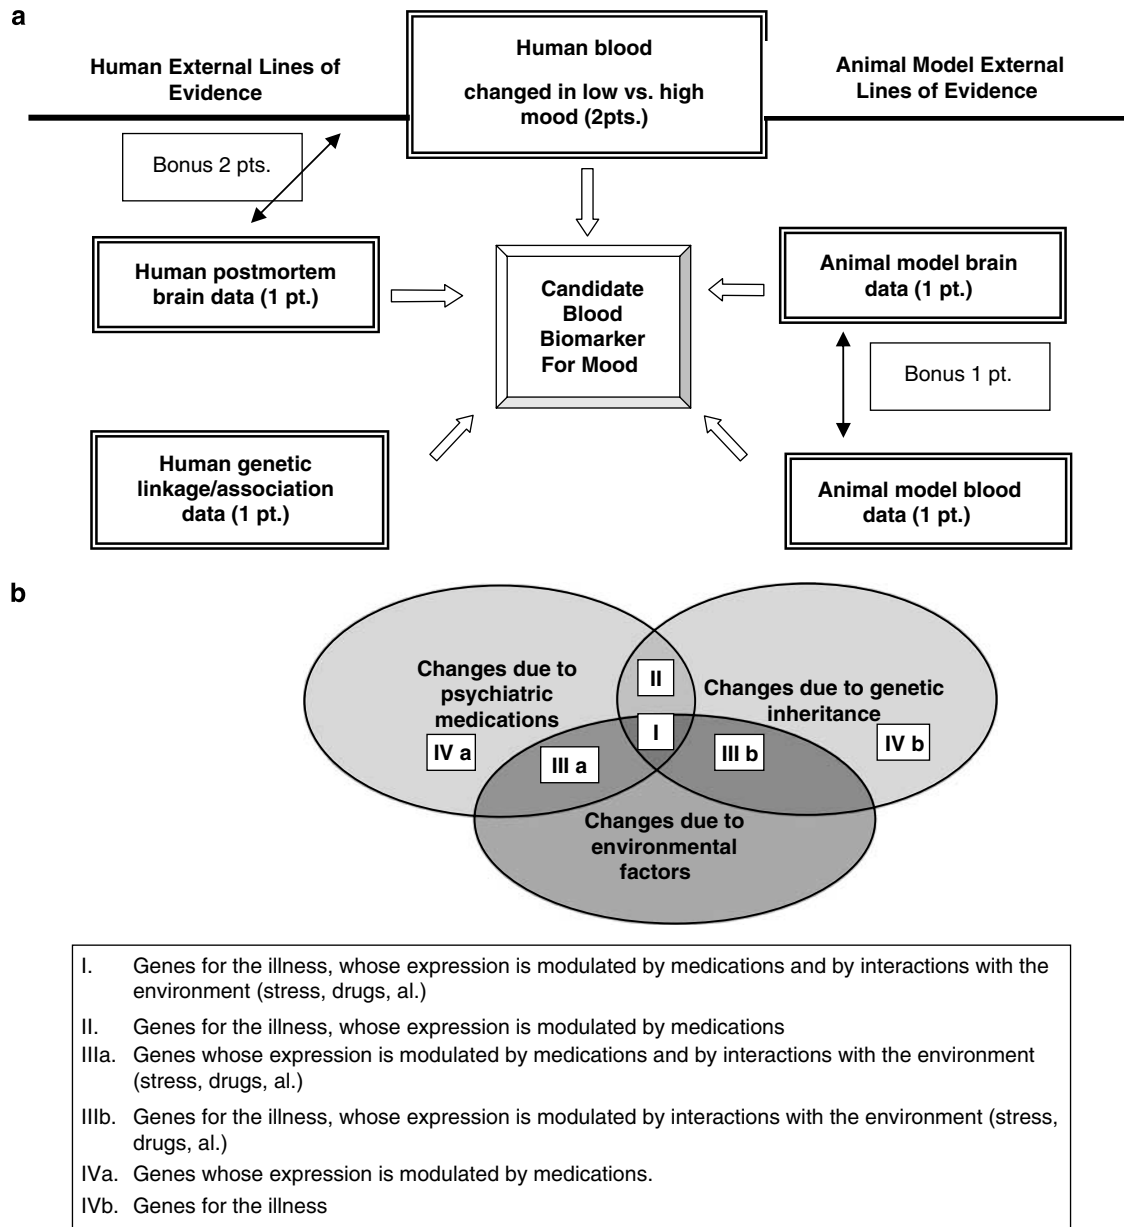 a
Human External Lines of
Evidence
Human blood
changed in low vs. high
mood (2pts.)
Animal Model External
Lines of Evidence
Bonus 2 pts.
Human postmortem
brain data (1 pt.)
Candidate
Blood
Biomarker
For Mood
Animal model brain
data (1 pt.)
Bonus 1 pt.
Human genetic
linkage/association
data (1 pt.)
Animal model blood
data (1 pt.)
b
Changes due to
psychiatric
medications
II
Changes due to genetic
inheritance
I
IV a
III a
III b
IV b
Changes due to
environmental
factors
I. Genes for the illness, whose expression is modulated by medications and by interactions with the
environment (stress, drugs, al.)
II. Genes for the illness, whose expression is modulated by medications
IIIa. Genes whose expression is modulated by medications and by interactions with the environment
(stress, drugs, al.)
IIIb. Genes for the illness, whose expression is modulated by interactions with the environment (stress,
drugs, al.)
IVa. Genes whose expression is modulated by medications.
IVb. Genes for the illness